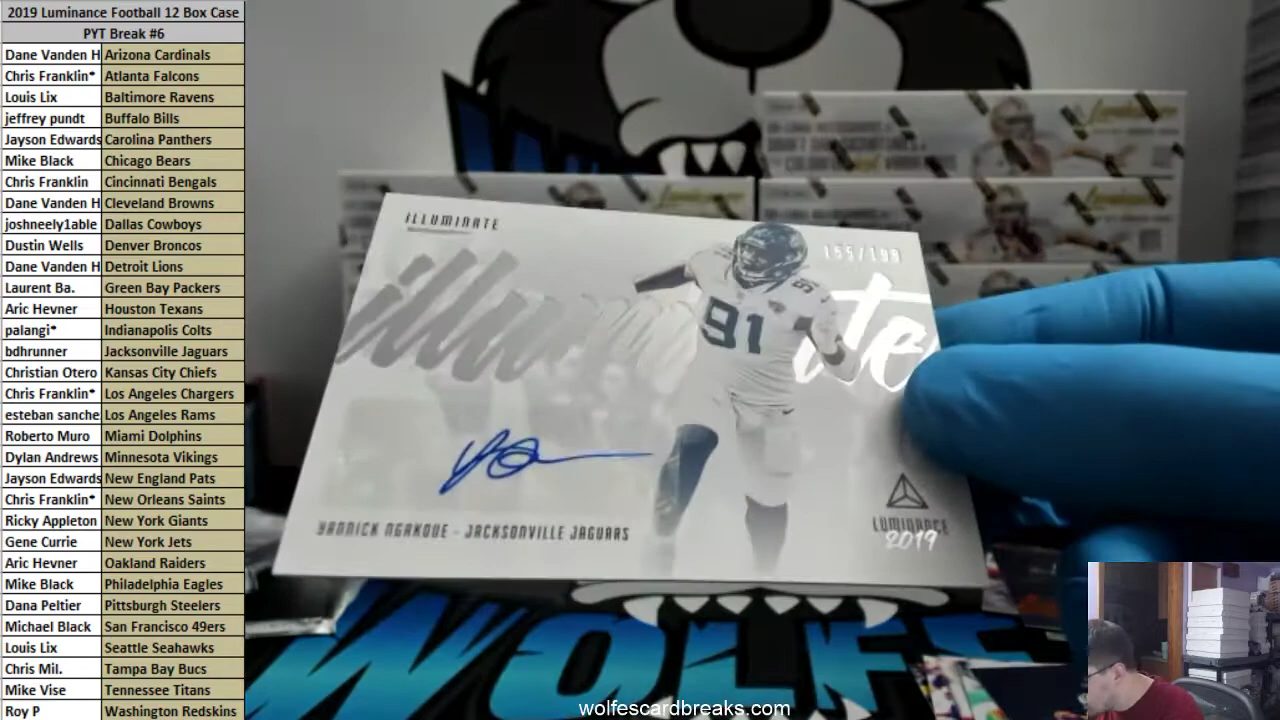 2019 Luminance Football 12 Box Case
PYT Break #6
Dane Vanden H Arizona Cardinals
Chris Franklin* Atlanta Falcons
Louis Lix Baltimore Ravens
jeffrey pundt Buffalo Bills
Jayson Edwards Carolina Panthers
Mike Black Chicago Bears
Chris Franklin Cincinnati Bengals
Dane Vanden H Cleveland Browns
joshneely1able Dallas Cowboys
Dustin Wells Denver Broncos
Dane Vanden H Detroit Lions
Laurent Ba. Green Bay Packers
Aric Hevner Houston Texans
palangi* Indianapolis Colts
bdhrunner Jacksonville Jaguars
Christian Otero Kansas City Chiefs
Chris Franklin* Los Angeles Chargers
esteban sanche Los Angeles Rams
Roberto Muro Miami Dolphins
Dylan Andrews Minnesota Vikings
Jayson Edwards New England Pats
Chris Franklin* New Orleans Saints
Ricky Appleton New York Giants
Gene Currie New York Jets
Aric Hevner Oakland Raiders
Mike Black Philadelphia Eagles
Dana Peltier Pittsburgh Steelers
Michael Black San Francisco 49ers
Louis Lix Seattle Seahawks
Chris Mil. Tampa Bay Bucs
Mike Vise Tennessee Titans
Roy P Washington Redskins
ILLUMINATE
165/199
91
YANNICK NGAKOUE - JACKSONVILLE JAGUARS
LUMINANCE
2019
WOLFE'S
wolfescardbreaks.com